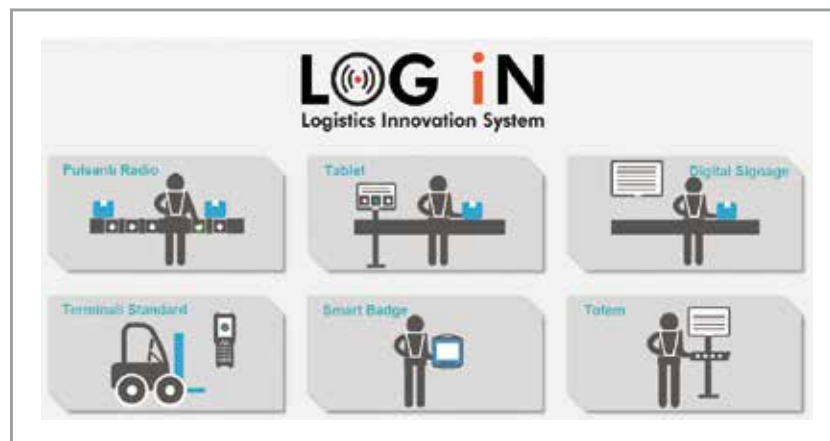 LOG iN
Logistics Innovation System
Pulsanti Radio
Tablet
Digital Signage
Terminali Standard
Smart Badge
Totem